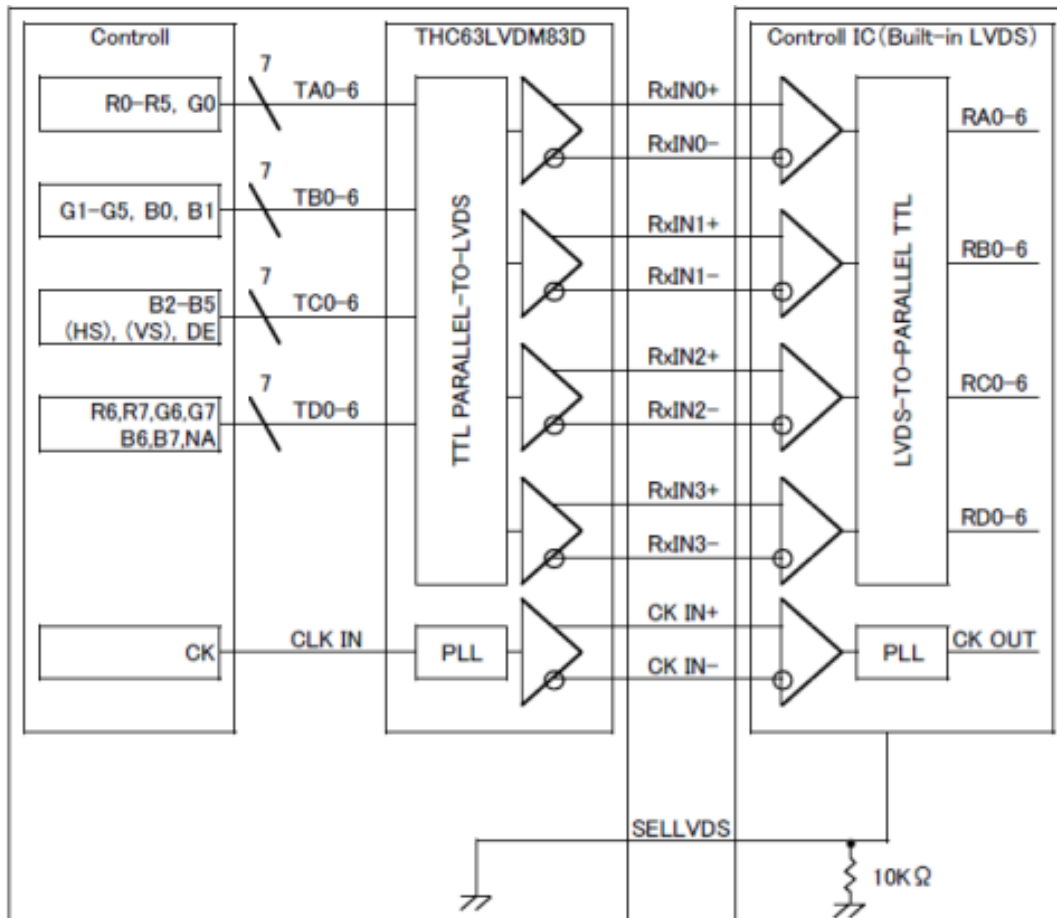 Controll
THC63LVDM83D
Controll IC(Built-in LVDS)
R0-R5, G0
7
TA0-6
RxIN0+
RxIN0-
RA0-6
G1-G5, B0, B1
7
TB0-6
RxIN1+
RxIN1-
RB0-6
B2-B5
(HS), (VS), DE
7
TC0-6
RxIN2+
RxIN2-
RC0-6
R6,R7,G6,G7
B6,B7,NA
7
TD0-6
RxIN3+
RxIN3-
RD0-6
TTL PARALLEL-TO-LVDS
LVDS-TO-PARALLEL TTL
CK
CLK IN
PLL
CK IN+
CK IN-
PLL
CK OUT
SELLVDS
10KΩ